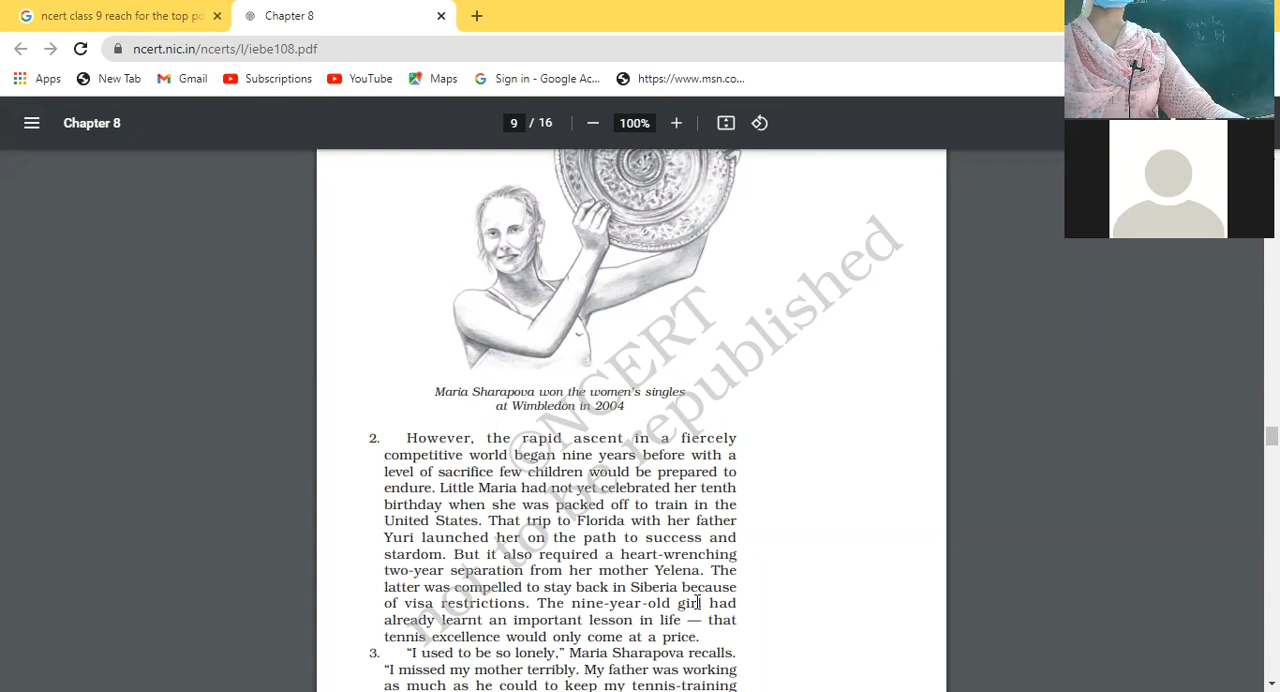 ncert class 9 reach for the top pd
Chapter 8
ncert.nic.in/ncerts/l/iebe108.pdf
Apps
New Tab
Gmail
Subscriptions
YouTube
Maps
Sign in - Google Ac...
https://www.msn.co...
Chapter 8
9 / 16
100%
Maria Sharapova won the women's singles
at Wimbledon in 2004
2. However, the rapid ascent in a fiercely
competitive world began nine years before with a
level of sacrifice few children would be prepared to
endure. Little Maria had not yet celebrated her tenth
birthday when she was packed off to train in the
United States. That trip to Florida with her father
Yuri launched her on the path to success and
stardom. But it also required a heart-wrenching
two-year separation from her mother Yelena. The
latter was compelled to stay back in Siberia because
of visa restrictions. The nine-year-old girl had
already learnt an important lesson in life — that
tennis excellence would only come at a price.
3. “I used to be so lonely,” Maria Sharapova recalls.
“I missed my mother terribly. My father was working
as much as he could to keep my tennis-training
©NCERT
not to be republished